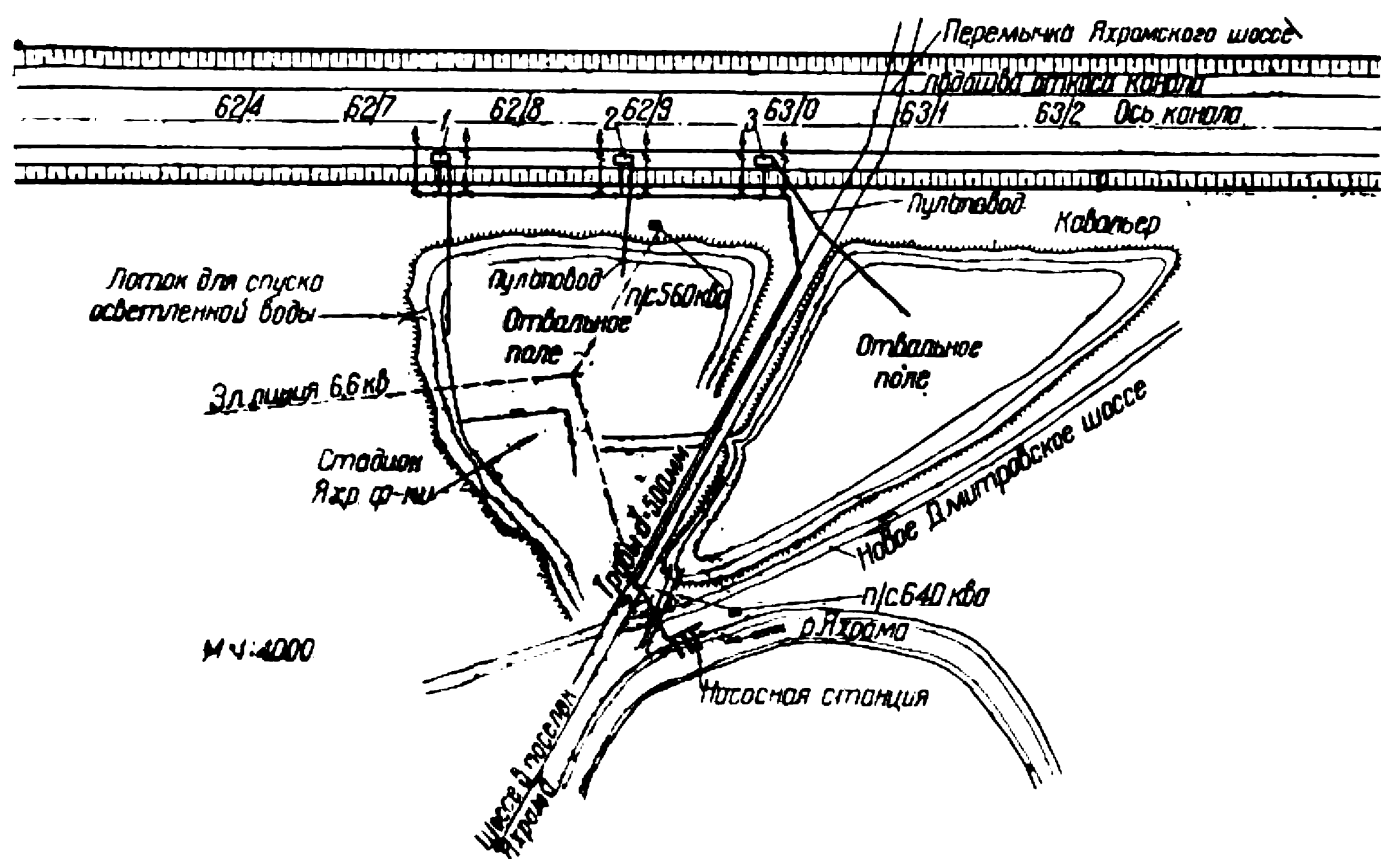 Перемычка Яхромского шоссе
подошва откоса канала
62/4 62/7 62/8 62/9 63/0 63/1 63/2 Ось канала
1 2 3
Пульповод
Кавальер
Лоток для спуска
осветленной воды
Пульповод
п/с 560 ква
Отвальное
поле
Отвальное
поле
Эл. линия 6,6 кв
Стадион
Яхр. ф-ки
Трубы d=500мм
Новое Дмитровское шоссе
п/с 640 ква
р. Яхрома
М 1:4000
Насосная станция
Шоссе в поселок
Яхрома